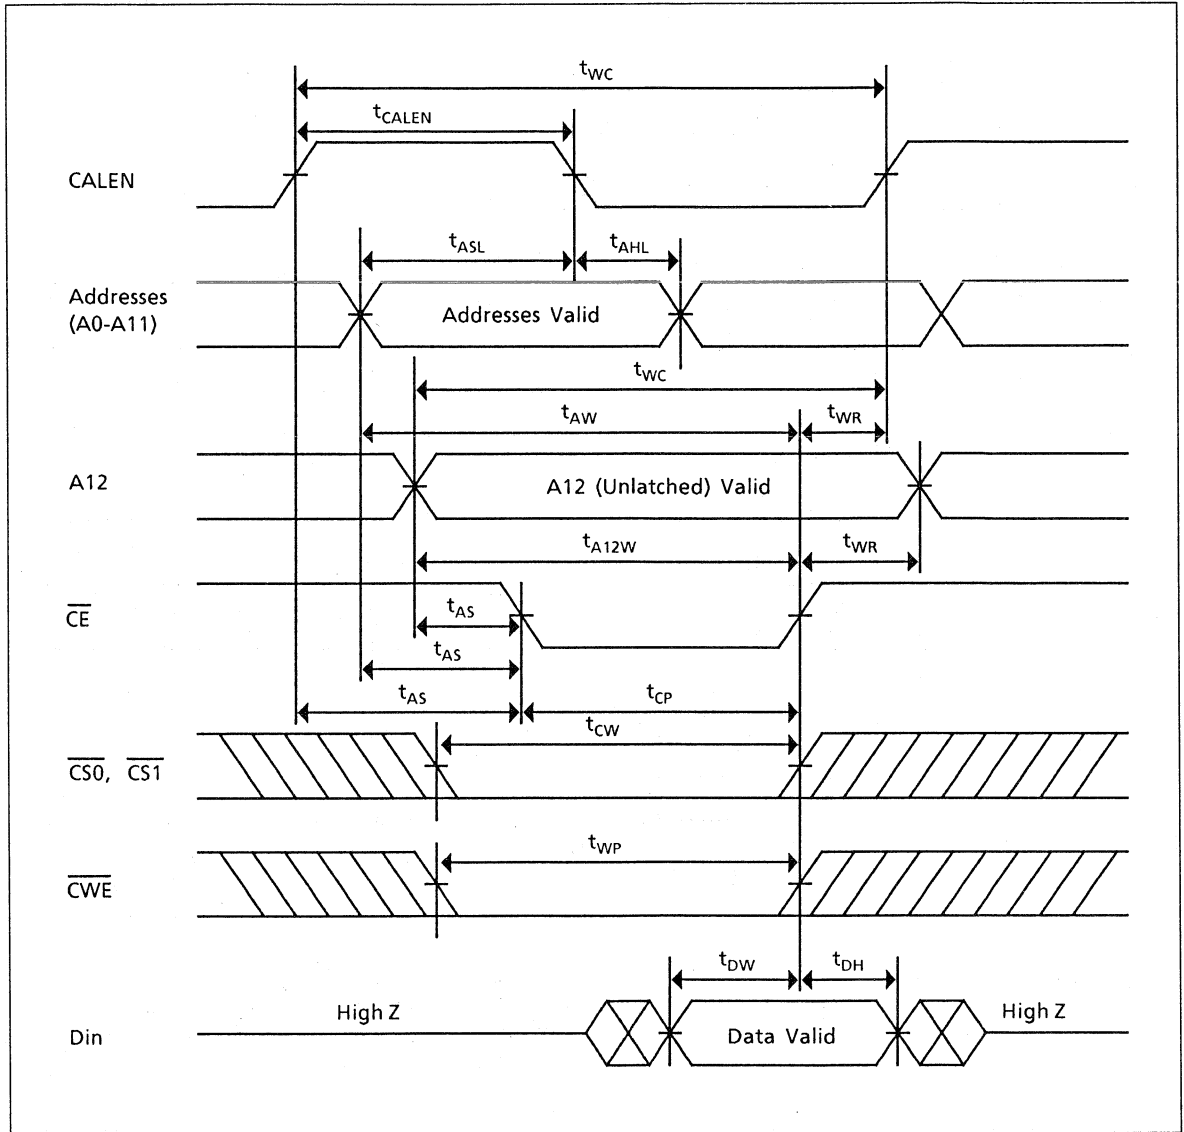 tWC
tCALEN
CALEN
tASL
tAHL
Addresses
(A0-A11)
Addresses Valid
tWC
tAW
tWR
A12
A12 (Unlatched) Valid
tA12W
tWR
CE
tAS
tAS
tAS
tCP
tCW
CS0, CS1
tWP
CWE
tDW
tDH
High Z
High Z
Din
Data Valid